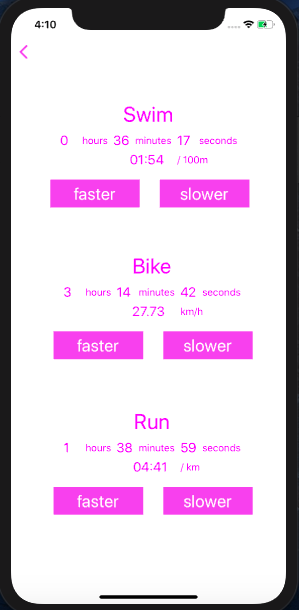 4:10
Swim
0 hours 36 minutes 17 seconds
01:54 / 100m
faster slower
Bike
3 hours 14 minutes 42 seconds
27.73 km/h
faster slower
Run
1 hours 38 minutes 59 seconds
04:41 / km
faster slower